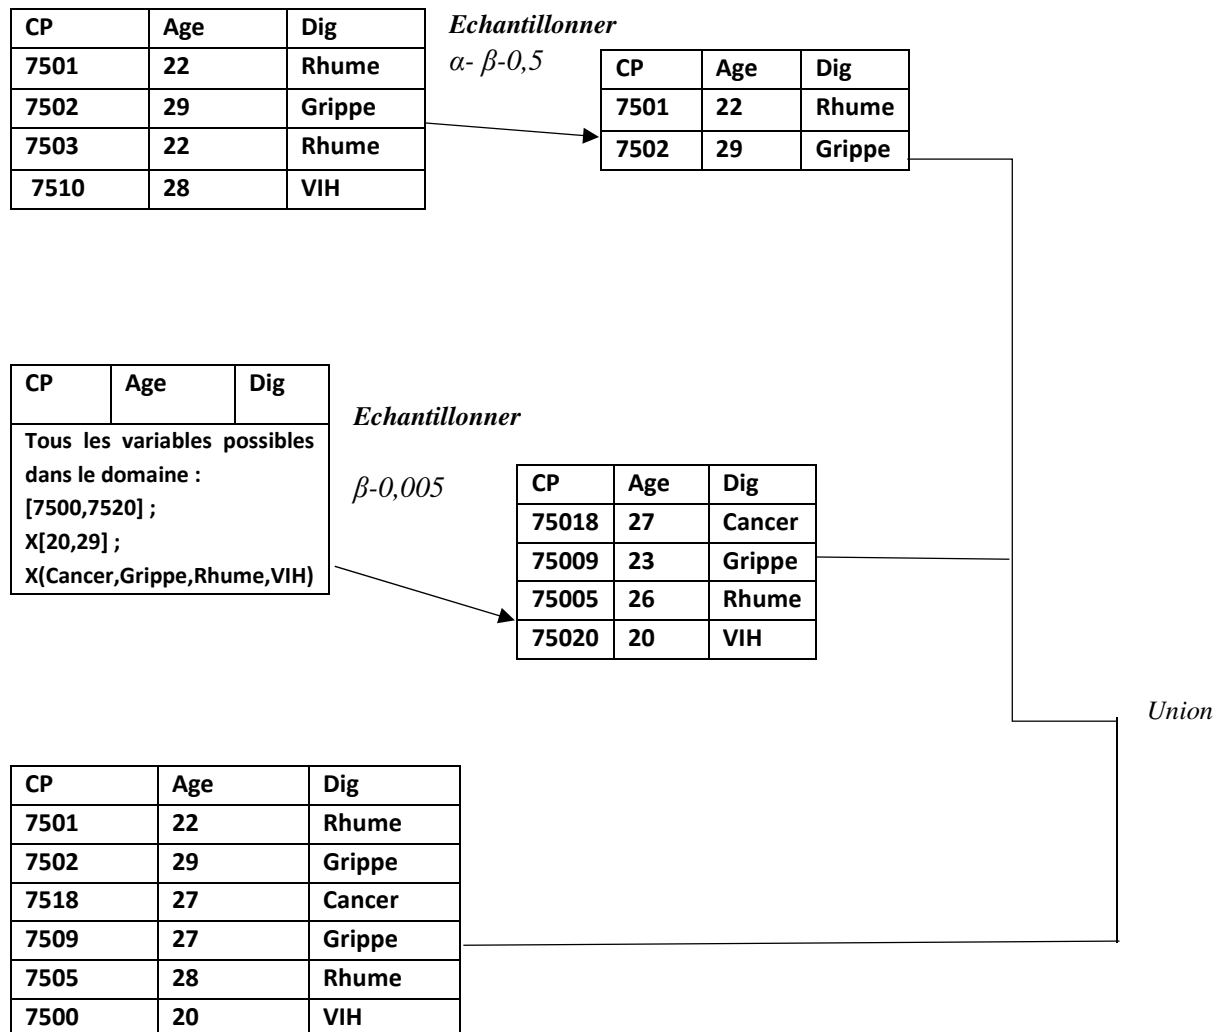 CP Age Dig
7501 22 Rhume
7502 29 Grippe
7503 22 Rhume
7510 28 VIH
Echantillonner
α- β-0,5
CP Age Dig
7501 22 Rhume
7502 29 Grippe
CP Age Dig
Tous les variables possibles
dans le domaine :
[7500,7520] ;
X[20,29] ;
X(Cancer,Grippe,Rhume,VIH)
Echantillonner
β-0,005
CP Age Dig
75018 27 Cancer
75009 23 Grippe
75005 26 Rhume
75020 20 VIH
Union
CP Age Dig
7501 22 Rhume
7502 29 Grippe
7518 27 Cancer
7509 27 Grippe
7505 28 Rhume
7500 20 VIH